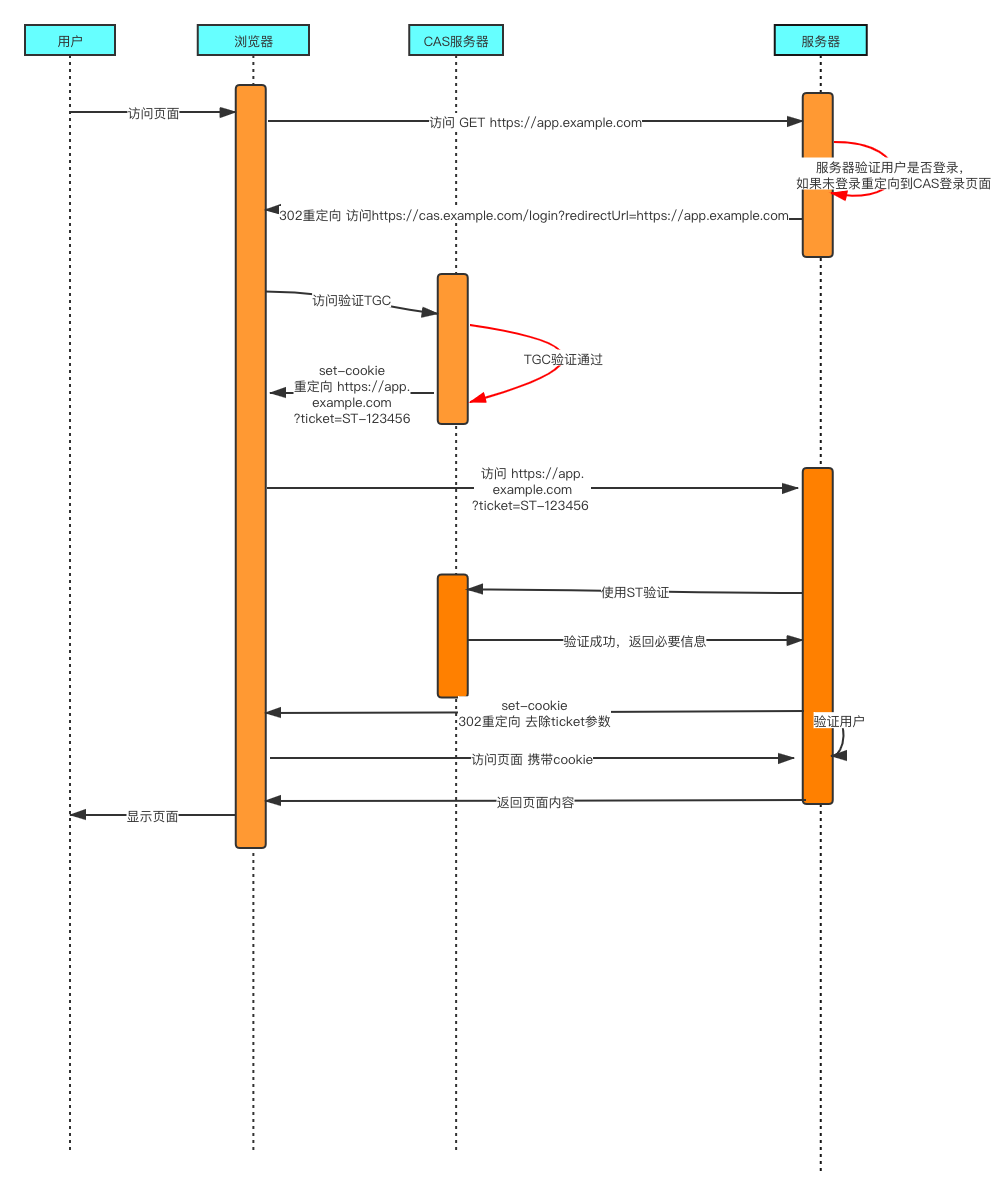 用户
浏览器
CAS服务器
服务器
访问页面
访问 GET https://app.example.com
服务器验证用户是否登录,
如果未登录重定向到CAS登录页面
302重定向 访问https://cas.example.com/login?redirectUrl=https://app.example.com
访问验证TGC
TGC验证通过
set-cookie
重定向 https://app.
example.com
?ticket=ST-123456
访问 https://app.
example.com
?ticket=ST-123456
使用ST验证
验证成功，返回必要信息
set-cookie
302重定向 去除ticket参数
验证用户
访问页面 携带cookie
返回页面内容
显示页面